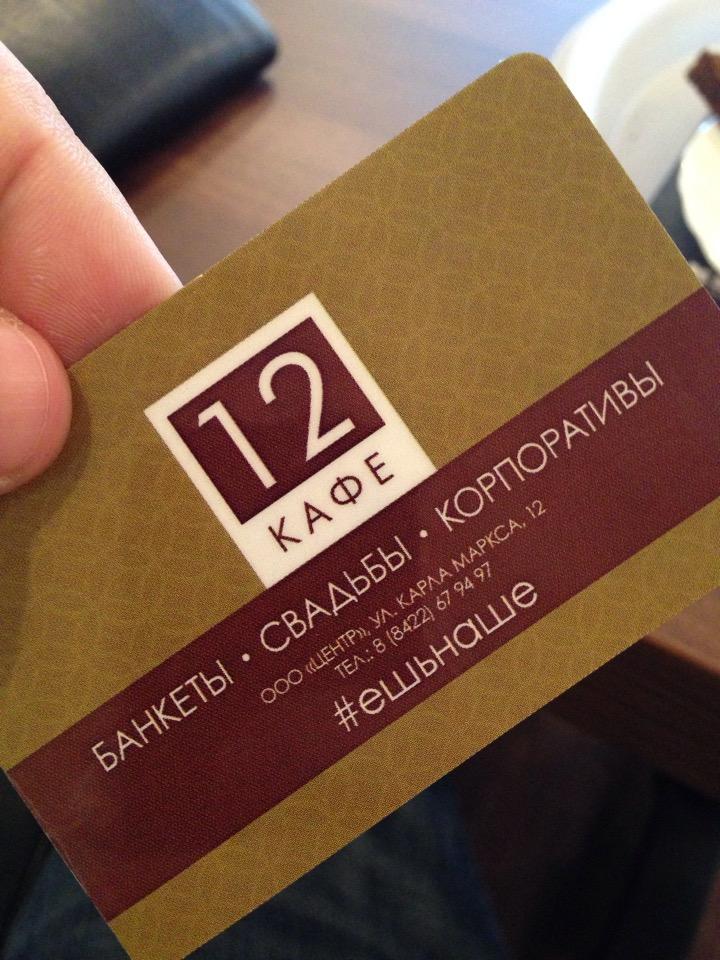 12
КАФЕ
БАНКЕТЫ • СВАДЬБЫ • КОРПОРАТИВЫ
ООО «ЦЕНТР», УЛ. КАРЛА МАРКСА, 12
ТЕЛ.: 8 (8422) 67 94 97
#ешьнаше